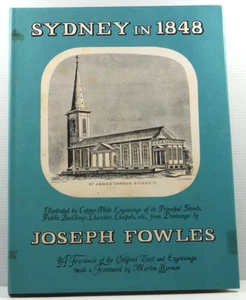 SYDNEY IN 1848
ST JAMES CHURCH SYDNEY.
Illustrated by Copper Plate Engravings of its Principal Streets,
Public Buildings, Churches, Chapels, etc., from Drawings by
JOSEPH FOWLES
A Facsimile of the Original Text and Engravings
with a Foreword by Morton Herman